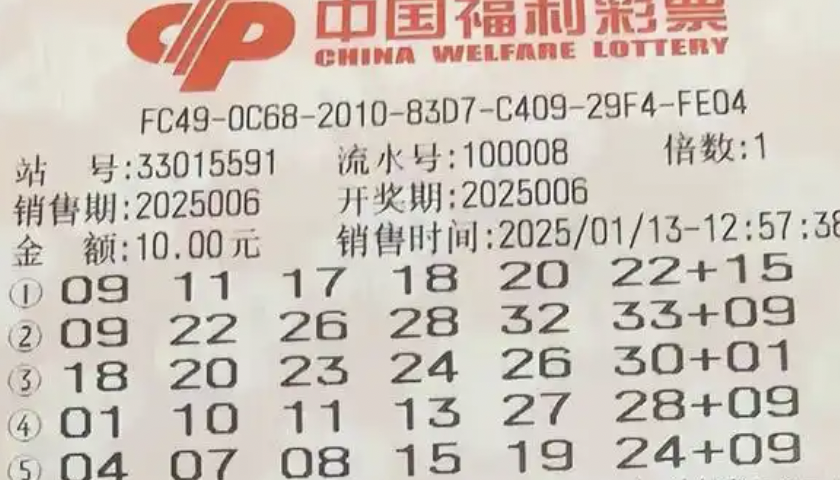 中国福利彩票
CHINA WELFARE LOTTERY
FC49-0C68-2010-83D7-C409-29F4-FE04
站 号:33015591 流水号:100008 倍数:1
销售期:2025006 开奖期:2025006
金 额:10.00元 销售时间:2025/01/13-12:57:38
① 09 11 17 18 20 22+15
② 09 22 26 28 32 33+09
③ 18 20 23 24 26 30+01
④ 01 10 11 13 27 28+09
⑤ 04 07 08 15 19 24+09